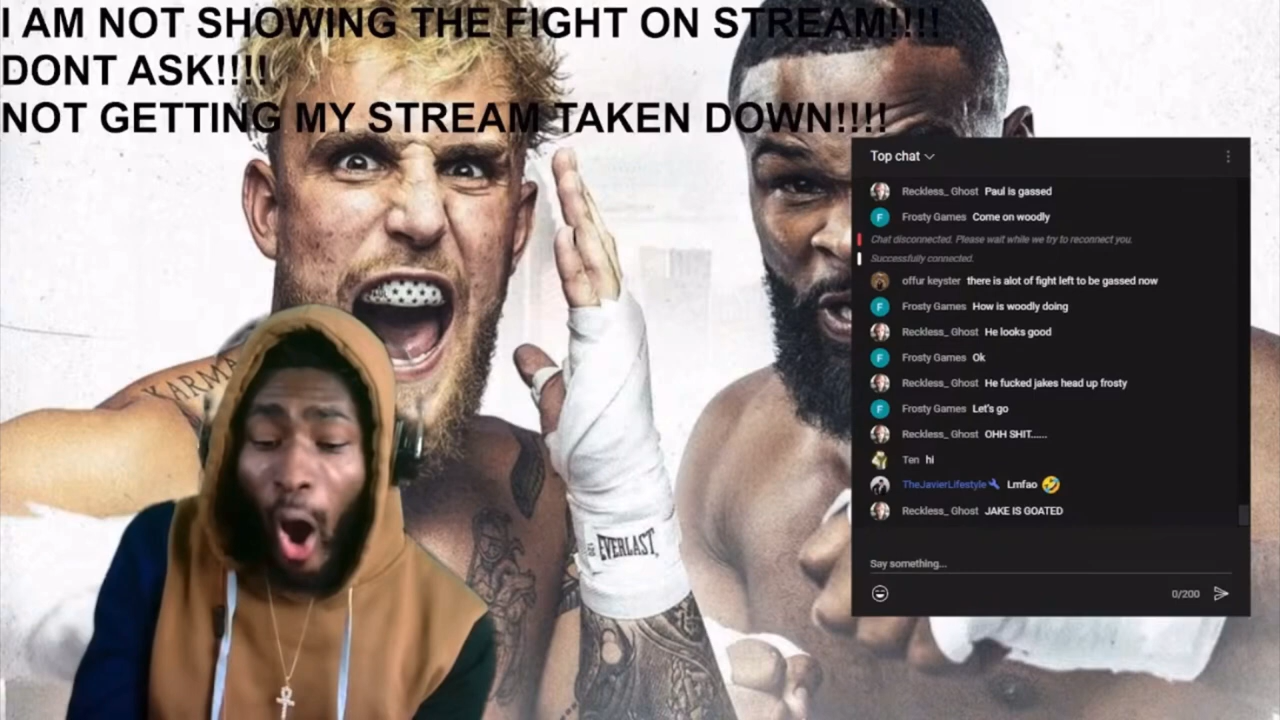 I AM NOT SHOWING THE FIGHT ON STREAM!!!!
DONT ASK!!!!
NOT GETTING MY STREAM TAKEN DOWN!!!!
KARMA
EVERLAST
Top chat
Reckless_ Ghost Paul is gassed
F Frosty Games Come on woodly
Chat disconnected. Please wait while we try to reconnect you.
Successfully connected.
offur keyster there is alot of fight left to be gassed now
F Frosty Games How is woodly doing
Reckless_ Ghost He looks good
F Frosty Games Ok
Reckless_ Ghost He fucked jakes head up frosty
F Frosty Games Let's go
Reckless_ Ghost OHH SHIT......
Ten hi
TheJavierLifestyle Lmfao 🤣
Reckless_ Ghost JAKE IS GOATED
Say something...
0/200